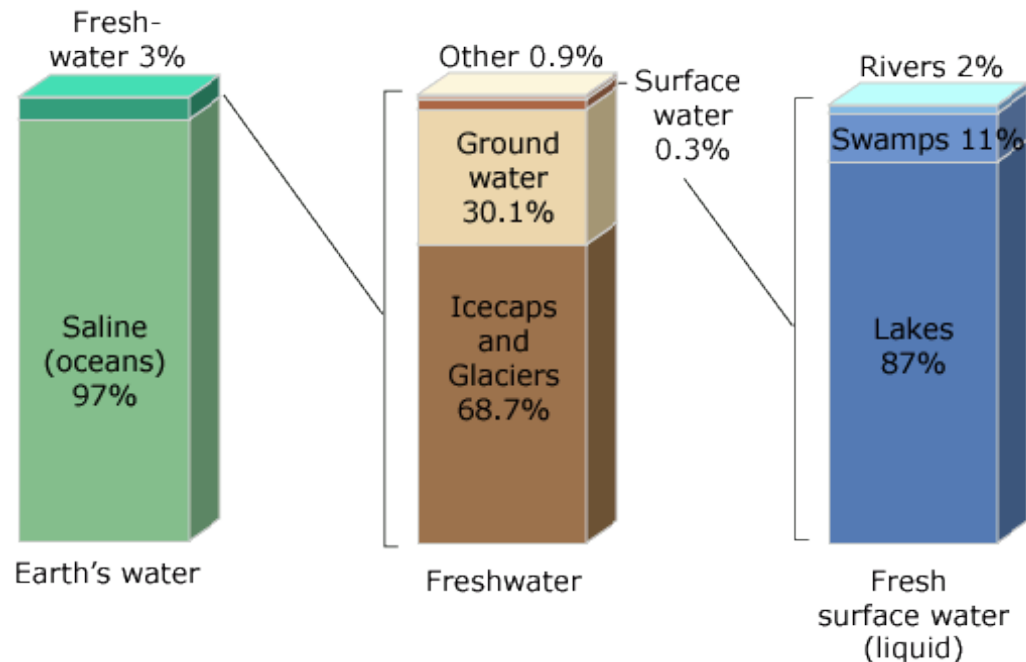 Fresh-
water 3%
Saline
(oceans)
97%
Earth's water
Other 0.9%
Surface
water
0.3%
Ground
water
30.1%
Icecaps
and
Glaciers
68.7%
Freshwater
Rivers 2%
Swamps 11%
Lakes
87%
Fresh
surface water
(liquid)